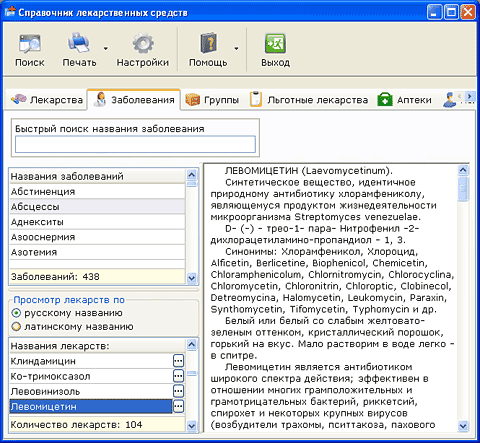 Справочник лекарственных средств
Поиск
Печать
Настройки
Помощь
Выход
Лекарства
Заболевания
Группы
Льготные лекарства
Аптеки
Быстрый поиск названия заболевания
Названия заболеваний
Абстиненция
Абсцессы
Аднекситы
Азооснермия
Азотемия
Заболеваний: 438
Просмотр лекарств по
русскому названию
латинскому названию
Названия лекарств:
Клиндамицин
Ко-тримоксазол
Левовинизоль
Левомицетин
Количество лекарств: 104
ЛЕВОМИЦЕТИН (Laevomycetinum).
Синтетическое вещество, идентичное
природному антибиотику хлорамфениколу,
являющемуся продуктом жизнедеятельности
микроорганизма Streptomyces venezuelae.
D- (-) - трео-1- пара- Нитрофенил -2-
дихлорацетиламино-пропандиол - 1, 3.
Синонимы: Хлорамфеникол, Хлороцид,
Alficetin, Berlicetine, Biophenicol, Chemicetin,
Chloramphenicolum, Chlornitromycin, Chlorocyclina,
Chloromycetin, Chloronitrin, Chloroptic, Clobinecol,
Detreomycina, Halomycetin, Leukomycin, Paraxin,
Synthomycetin, Tifomycetin, Typhomycin и др.
Белый или белый со слабым желтовато-
зеленым оттенком, кристаллический порошок,
горький на вкус. Мало растворим в воде легко -
в спитре.
Левомицетин является антибиотиком
широкого спектра действия; эффективен в
отношении многих грамположительных и
грамотрицательных бактерий, риккетсий,
спирохет и некоторых крупных вирусов
(возбудители трахомы, пситтакоза, пахового